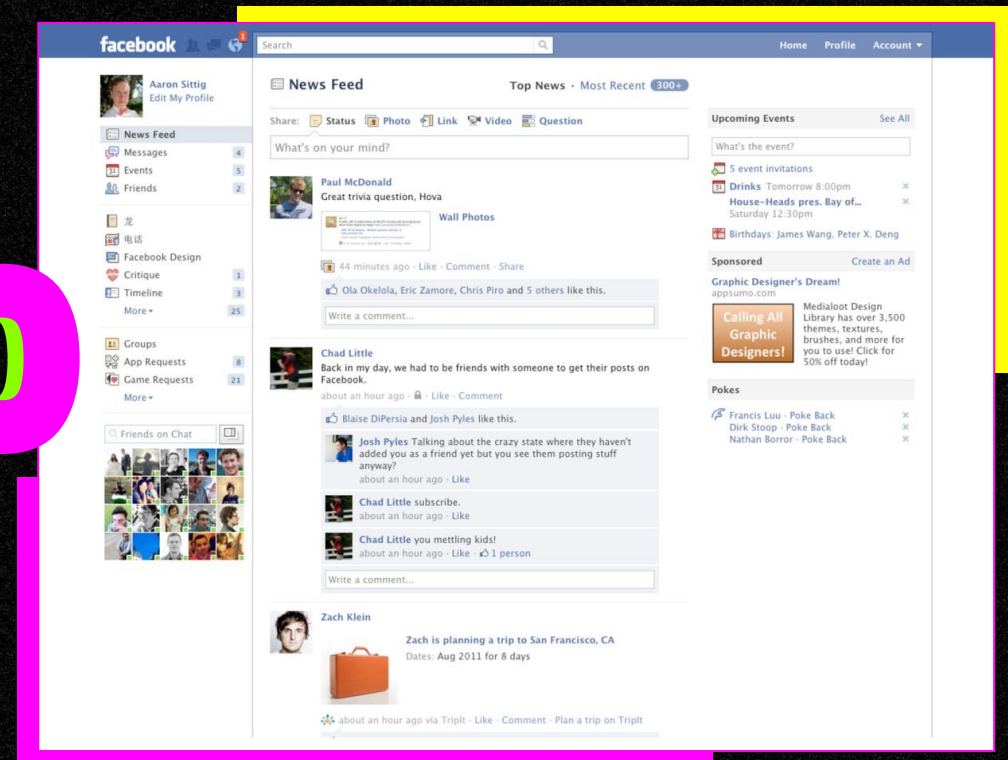 facebook
1
Search
Home Profile Account
Aaron Sittig
Edit My Profile
News Feed
Messages 4
Events 5
Friends 2
龙
电话
Facebook Design
Critique 1
Timeline 3
More 25
Groups
App Requests 8
Game Requests 21
More
Friends on Chat
News Feed
Top News · Most Recent 300+
Share: Status Photo Link Video Question
What's on your mind?
Paul McDonald
Great trivia question, Hova
Wall Photos
44 minutes ago · Like · Comment · Share
Ola Okelola, Eric Zamore, Chris Piro and 5 others like this.
Write a comment...
Chad Little
Back in my day, we had to be friends with someone to get their posts on
Facebook.
about an hour ago · Like · Comment
Blaise DiPersia and Josh Pyles like this.
Josh Pyles Talking about the crazy state where they haven't
added you as a friend yet but you see them posting stuff
anyway?
about an hour ago · Like
Chad Little subscribe.
about an hour ago · Like
Chad Little you mettling kids!
about an hour ago · Like · 1 person
Write a comment...
Zach Klein
Zach is planning a trip to San Francisco, CA
Dates: Aug 2011 for 8 days
about an hour ago via TripIt · Like · Comment · Plan a trip on TripIt
Upcoming Events See All
What's the event?
5 event invitations
31 Drinks Tomorrow 8:00pm
House-Heads pres. Bay of...
Saturday 12:30pm
Birthdays: James Wang, Peter X. Deng
Sponsored Create an Ad
Graphic Designer's Dream!
appsumo.com
Calling All
Graphic
Designers!
Medialoot Design
Library has over 3,500
themes, textures,
brushes, and more for
you to use! Click for
50% off today!
Pokes
Francis Luu · Poke Back
Dirk Stoop · Poke Back
Nathan Borror · Poke Back